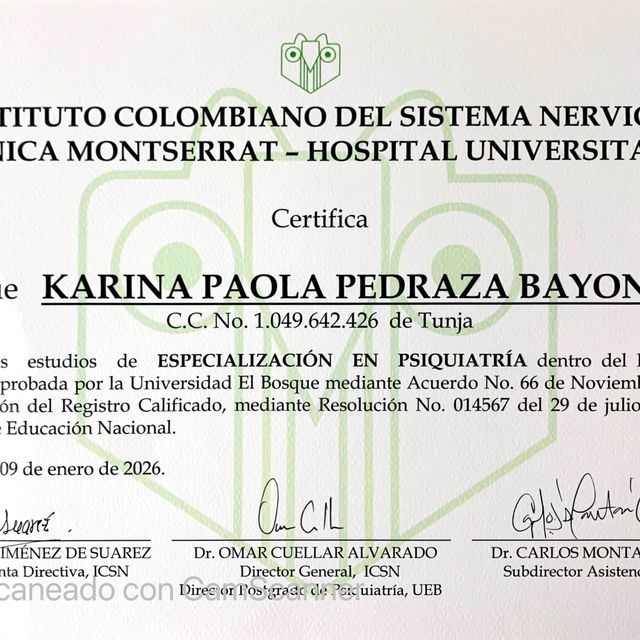 TITUTO COLOMBIANO DEL SISTEMA NERVIO
NICA MONTSERRAT – HOSPITAL UNIVERSITA
Certifica
ue KARINA PAOLA PEDRAZA BAYON
C.C. No. 1.049.642.426 de Tunja
s estudios de ESPECIALIZACIÓN EN PSIQUIATRÍA dentro del
probada por la Universidad El Bosque mediante Acuerdo No. 66 de Noviemb
ón del Registro Calificado, mediante Resolución No. 014567 del 29 de julio
e Educación Nacional.
09 de enero de 2026.
Suarez
IMÉNEZ DE SUAREZ Dr. OMAR CUELLAR ALVARADO Dr. CARLOS MONTA
nta Directiva, ICSN Director General, ICSN Subdirector Asistenc
Director Postgrado de Psiquiatría, UEB
caneado con CamScanner